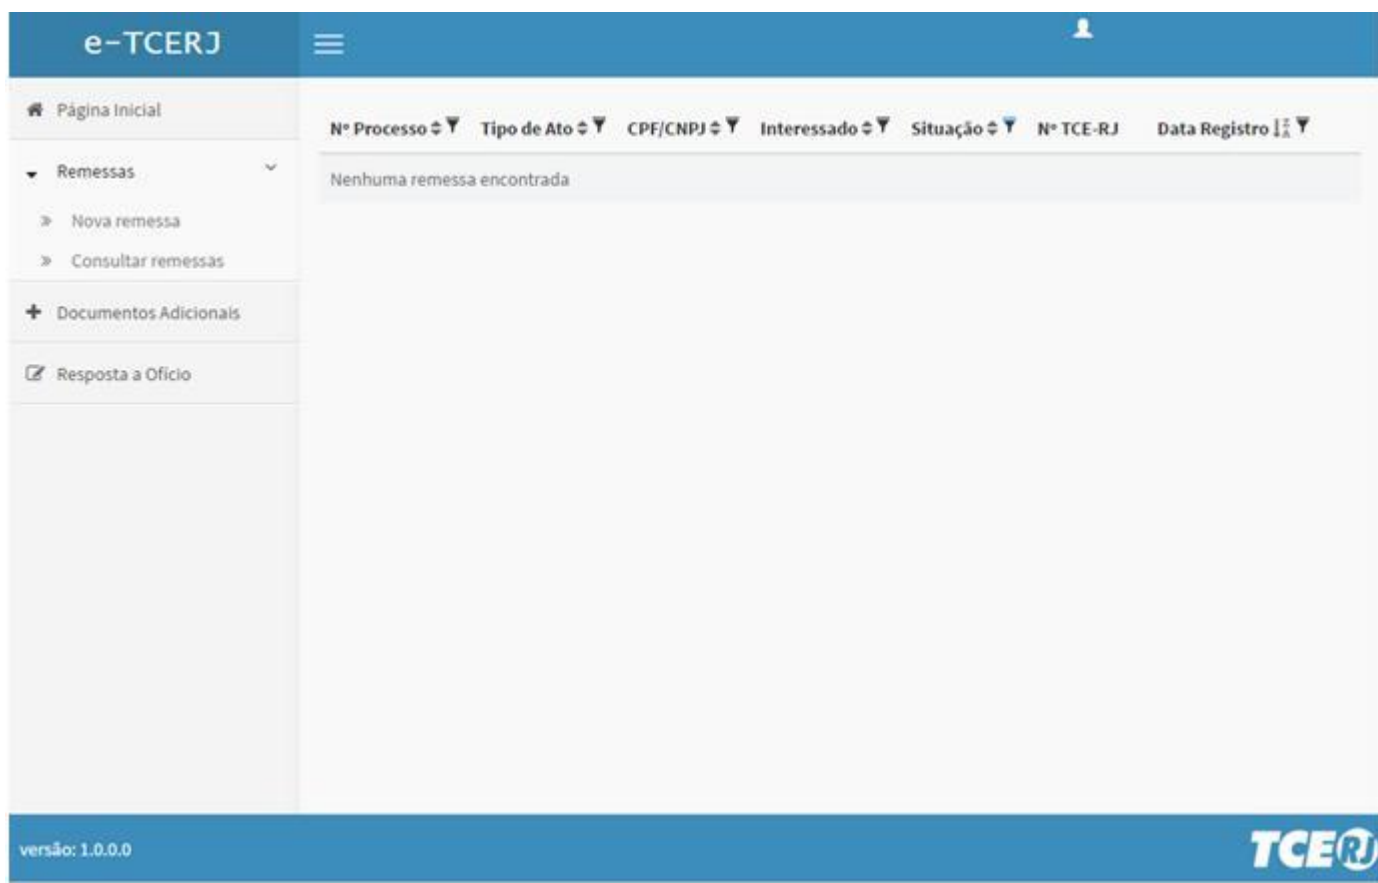 e-TCERJ
Página Inicial
Nº Processo Tipo de Ato CPF/CNPJ Interessado Situação Nº TCE-RJ Data Registro
Remessas
Nenhuma remessa encontrada
Nova remessa
Consultar remessas
Documentos Adicionais
Resposta a Ofício
versão: 1.0.0.0
TCERJ